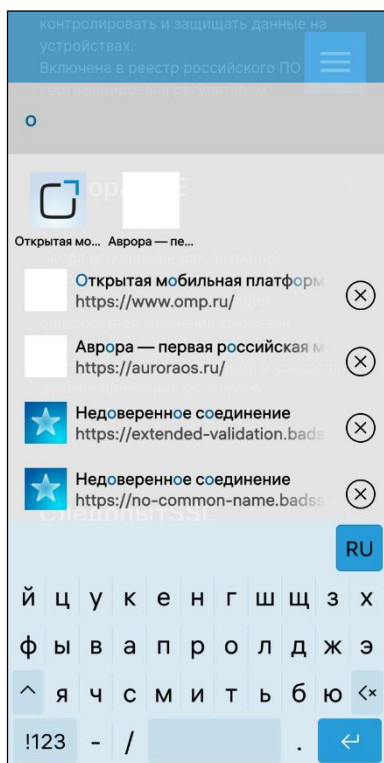 контролировать и защищать данные на
устройствах.
Включена в реестр российского ПО
о
Открытая мо... Аврора — пе...
Открытая мобильная платформ
https://www.omp.ru/
Аврора — первая российская м
https://auroraos.ru/
Недоверенное соединение
https://extended-validation.bads
Недоверенное соединение
https://no-common-name.badss
СледопытSSL
RU
й ц у к е н г ш щ з х
ф ы в а п р о л д ж э
я ч с м и т ь б ю
!123 - / .